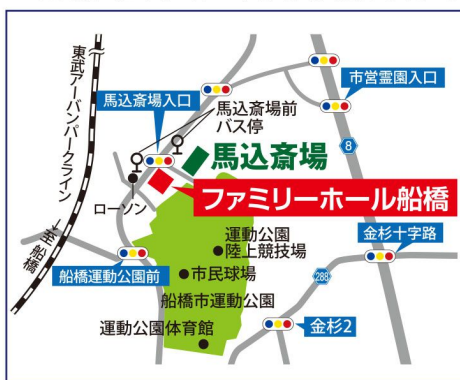 東武アーバンパークライン
至 船橋
馬込斎場入口
馬込斎場前
バス停
市営霊園入口
8
馬込斎場
ローソン
ファミリーホール船橋
運動公園
陸上競技場
金杉十字路
船橋運動公園前
市民球場
288
船橋市運動公園
運動公園体育館
金杉2